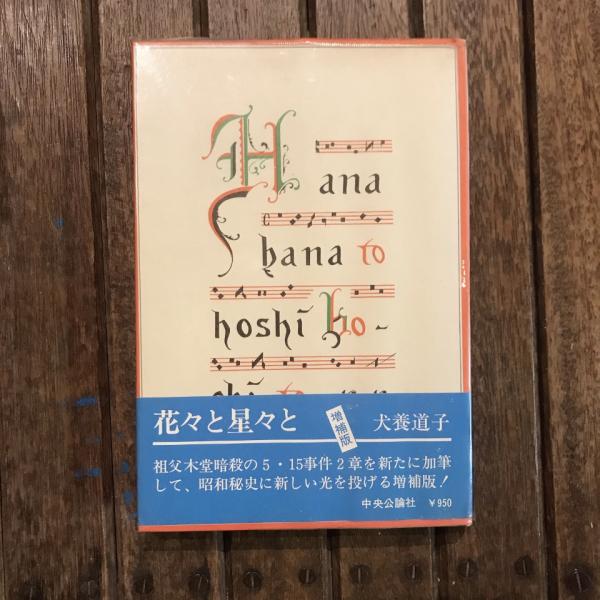 Hana
hana to
hoshi ho-
花々と星々と
増補版
犬養道子
祖父木堂暗殺の5・15事件2章を新たに加筆
して、昭和秘史に新しい光を投げる増補版!
中央公論社 ¥950